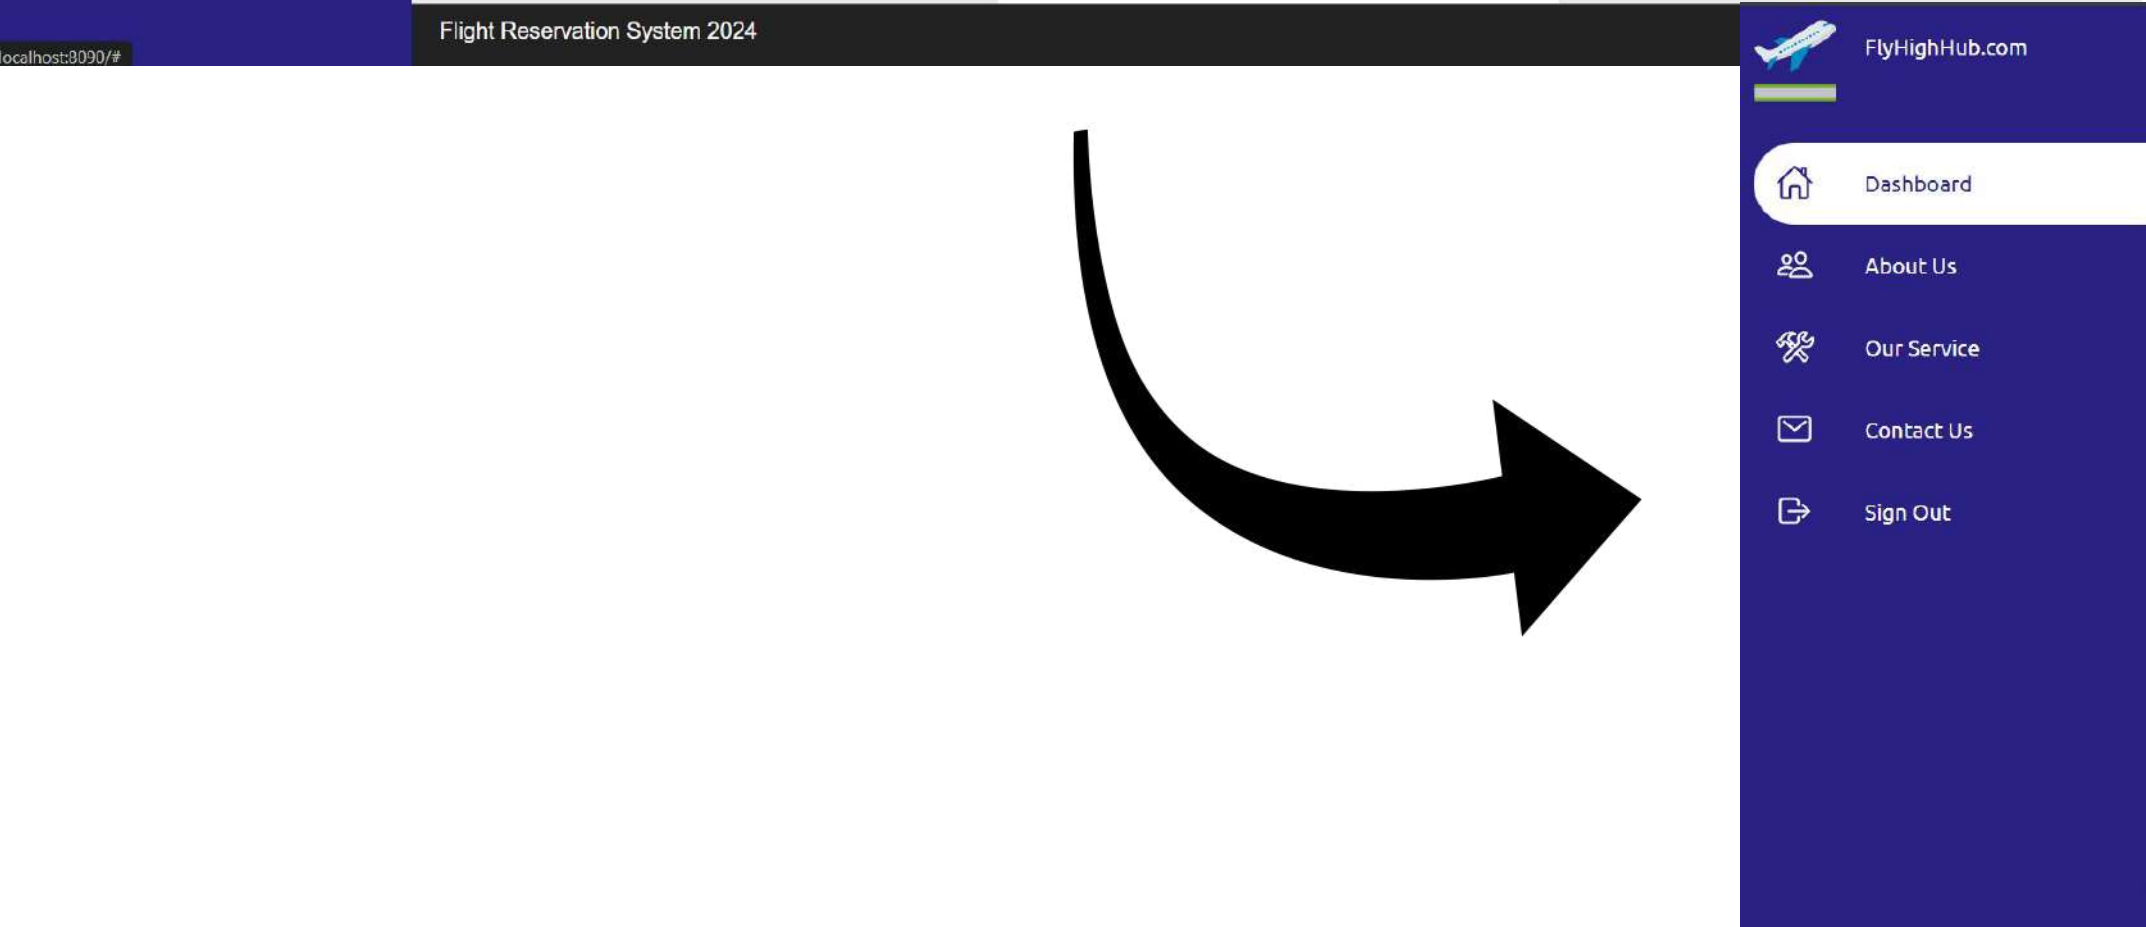 Flight Reservation System 2024
localhost:8090/#
FlyHighHub.com
Dashboard
About Us
Our Service
Contact Us
Sign Out